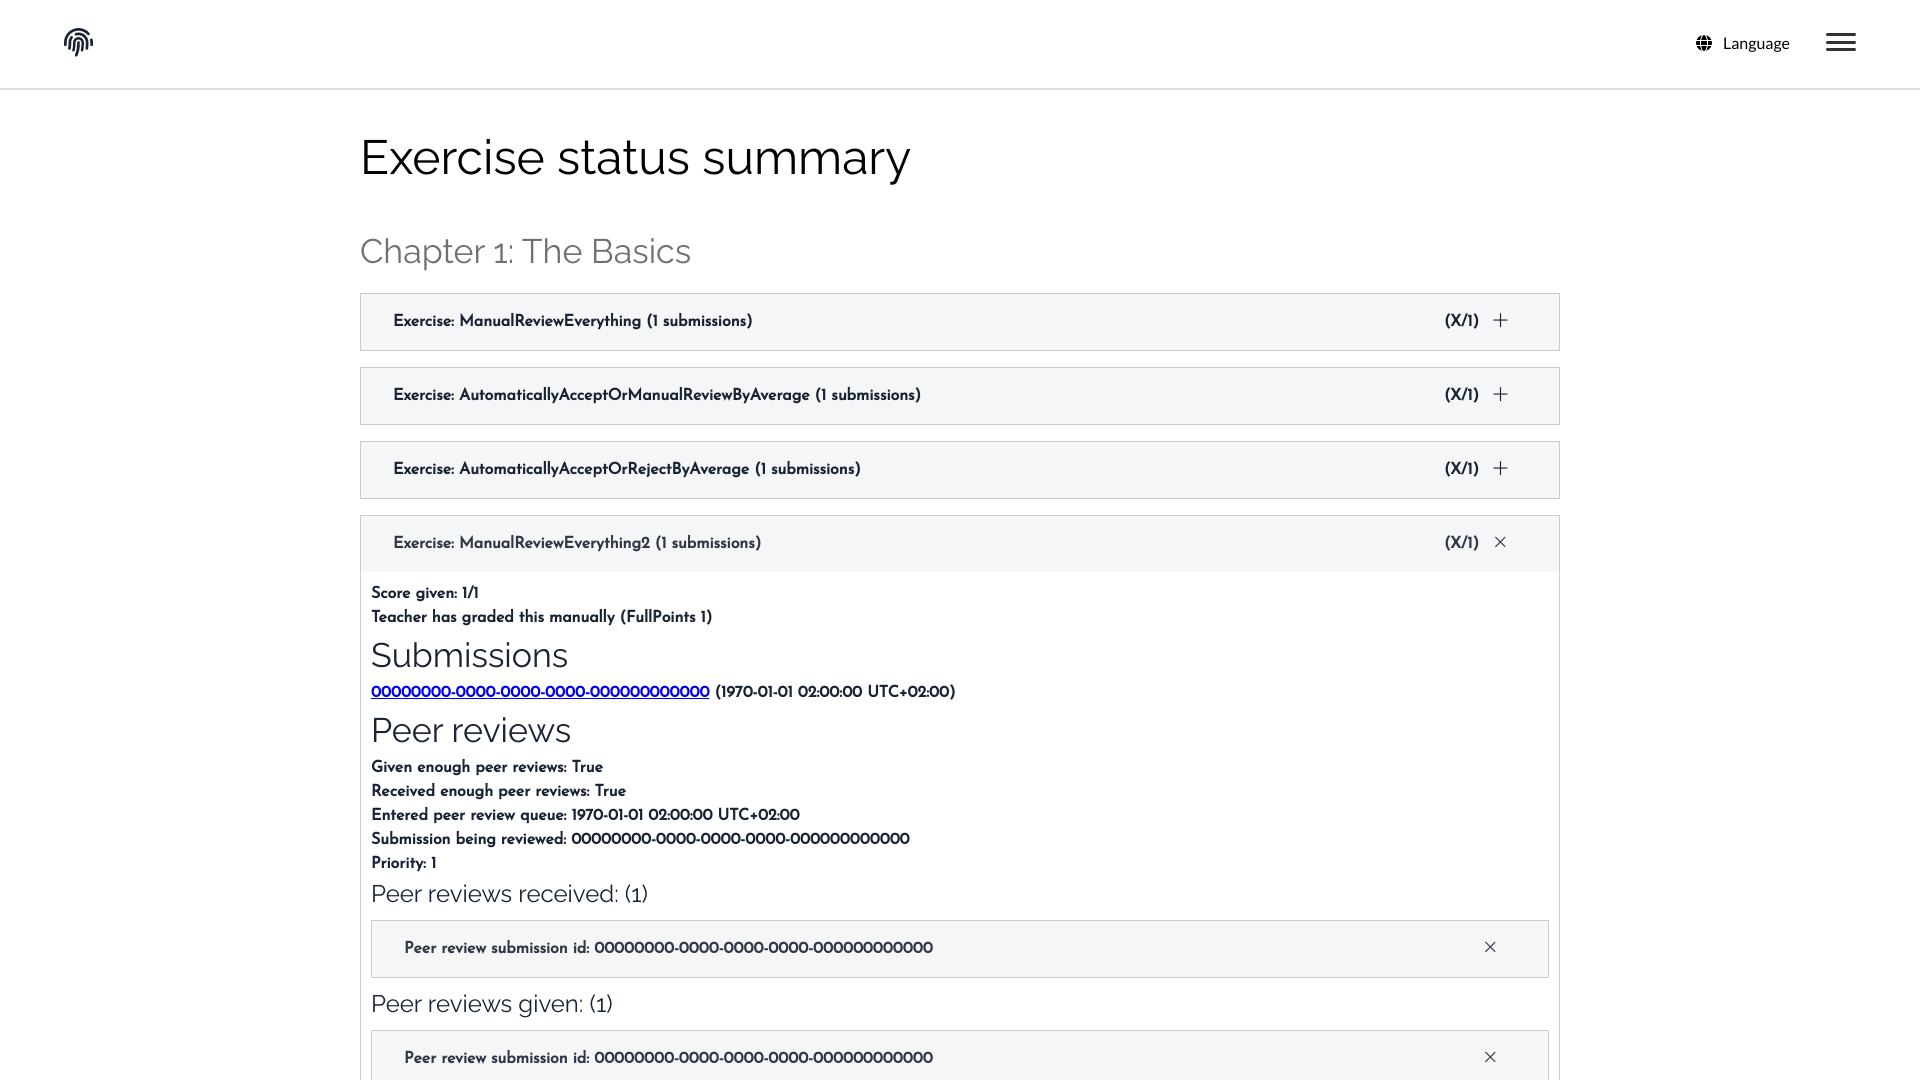 Language
Exercise status summary
Chapter 1: The Basics
Exercise: ManualReviewEverything (1 submissions) (X/1)
Exercise: AutomaticallyAcceptOrManualReviewByAverage (1 submissions) (X/1)
Exercise: AutomaticallyAcceptOrRejectByAverage (1 submissions) (X/1)
Exercise: ManualReviewEverything2 (1 submissions) (X/1)
Score given: 1/1
Teacher has graded this manually (FullPoints 1)
Submissions
00000000-0000-0000-0000-000000000000 (1970-01-01 02:00:00 UTC+02:00)
Peer reviews
Given enough peer reviews: True
Received enough peer reviews: True
Entered peer review queue: 1970-01-01 02:00:00 UTC+02:00
Submission being reviewed: 00000000-0000-0000-0000-000000000000
Priority: 1
Peer reviews received: (1)
Peer review submission id: 00000000-0000-0000-0000-000000000000
Peer reviews given: (1)
Peer review submission id: 00000000-0000-0000-0000-000000000000